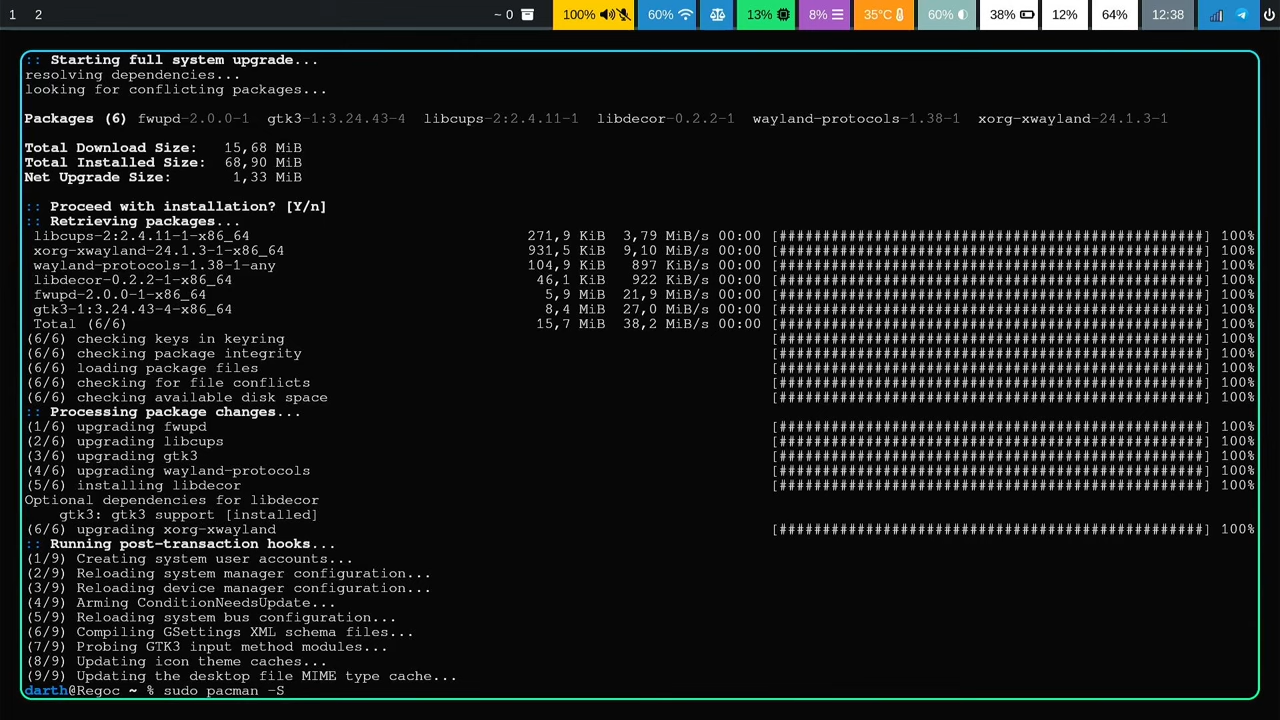 1 2 ~ 0 100% 60% 13% 8% 35°C 60% 38% 12% 64% 12:38
:: Starting full system upgrade...
resolving dependencies...
looking for conflicting packages...
Packages (6) fwupd-2.0.0-1 gtk3-1:3.24.43-4 libcups-2:2.4.11-1 libdecor-0.2.2-1 wayland-protocols-1.38-1 xorg-xwayland-24.1.3-1
Total Download Size: 15,68 MiB
Total Installed Size: 68,90 MiB
Net Upgrade Size: 1,33 MiB
:: Proceed with installation? [Y/n]
:: Retrieving packages...
libcups-2:2.4.11-1-x86_64 271,9 KiB 3,79 MiB/s 00:00 [##################################################] 100%
xorg-xwayland-24.1.3-1-x86_64 931,5 KiB 9,10 MiB/s 00:00 [##################################################] 100%
wayland-protocols-1.38-1-any 104,9 KiB 897 KiB/s 00:00 [##################################################] 100%
libdecor-0.2.2-1-x86_64 46,1 KiB 922 KiB/s 00:00 [##################################################] 100%
fwupd-2.0.0-1-x86_64 5,9 MiB 21,9 MiB/s 00:00 [##################################################] 100%
gtk3-1:3.24.43-4-x86_64 8,4 MiB 27,0 MiB/s 00:00 [##################################################] 100%
Total (6/6) 15,7 MiB 38,2 MiB/s 00:00 [##################################################] 100%
(6/6) checking keys in keyring [##################################################] 100%
(6/6) checking package integrity [##################################################] 100%
(6/6) loading package files [##################################################] 100%
(6/6) checking for file conflicts [##################################################] 100%
(6/6) checking available disk space [##################################################] 100%
:: Processing package changes...
(1/6) upgrading fwupd [##################################################] 100%
(2/6) upgrading libcups [##################################################] 100%
(3/6) upgrading gtk3 [##################################################] 100%
(4/6) upgrading wayland-protocols [##################################################] 100%
(5/6) installing libdecor [##################################################] 100%
Optional dependencies for libdecor
gtk3: gtk3 support [installed]
(6/6) upgrading xorg-xwayland [##################################################] 100%
:: Running post-transaction hooks...
(1/9) Creating system user accounts...
(2/9) Reloading system manager configuration...
(3/9) Reloading device manager configuration...
(4/9) Arming ConditionNeedsUpdate...
(5/9) Reloading system bus configuration...
(6/9) Compiling GSettings XML schema files...
(7/9) Probing GTK3 input method modules...
(8/9) Updating icon theme caches...
(9/9) Updating the desktop file MIME type cache...
darth@Regoc ~ % sudo pacman -S